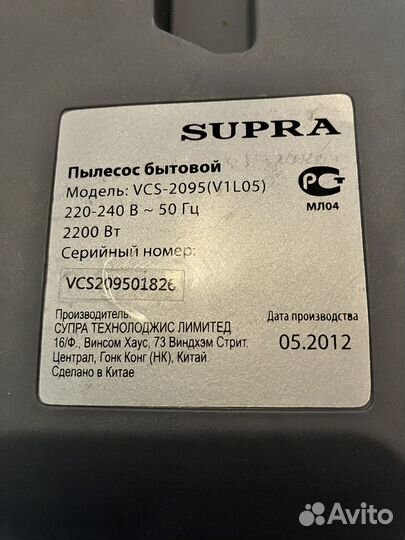 SUPRA
Пылесос бытовой
Модель: VCS-2095(V1L05)
220-240 В ~ 50 Гц
2200 Вт
МЛ04
Серийный номер:
VCS209501826
Производитель:
СУПРА ТЕХНОЛОДЖИС ЛИМИТЕД
16/Ф., Винсом Хаус, 73 Виндхэм Стрит.
Централ, Гонк Конг (НК), Китай.
Сделано в Китае
Дата производства
05.2012
Avito